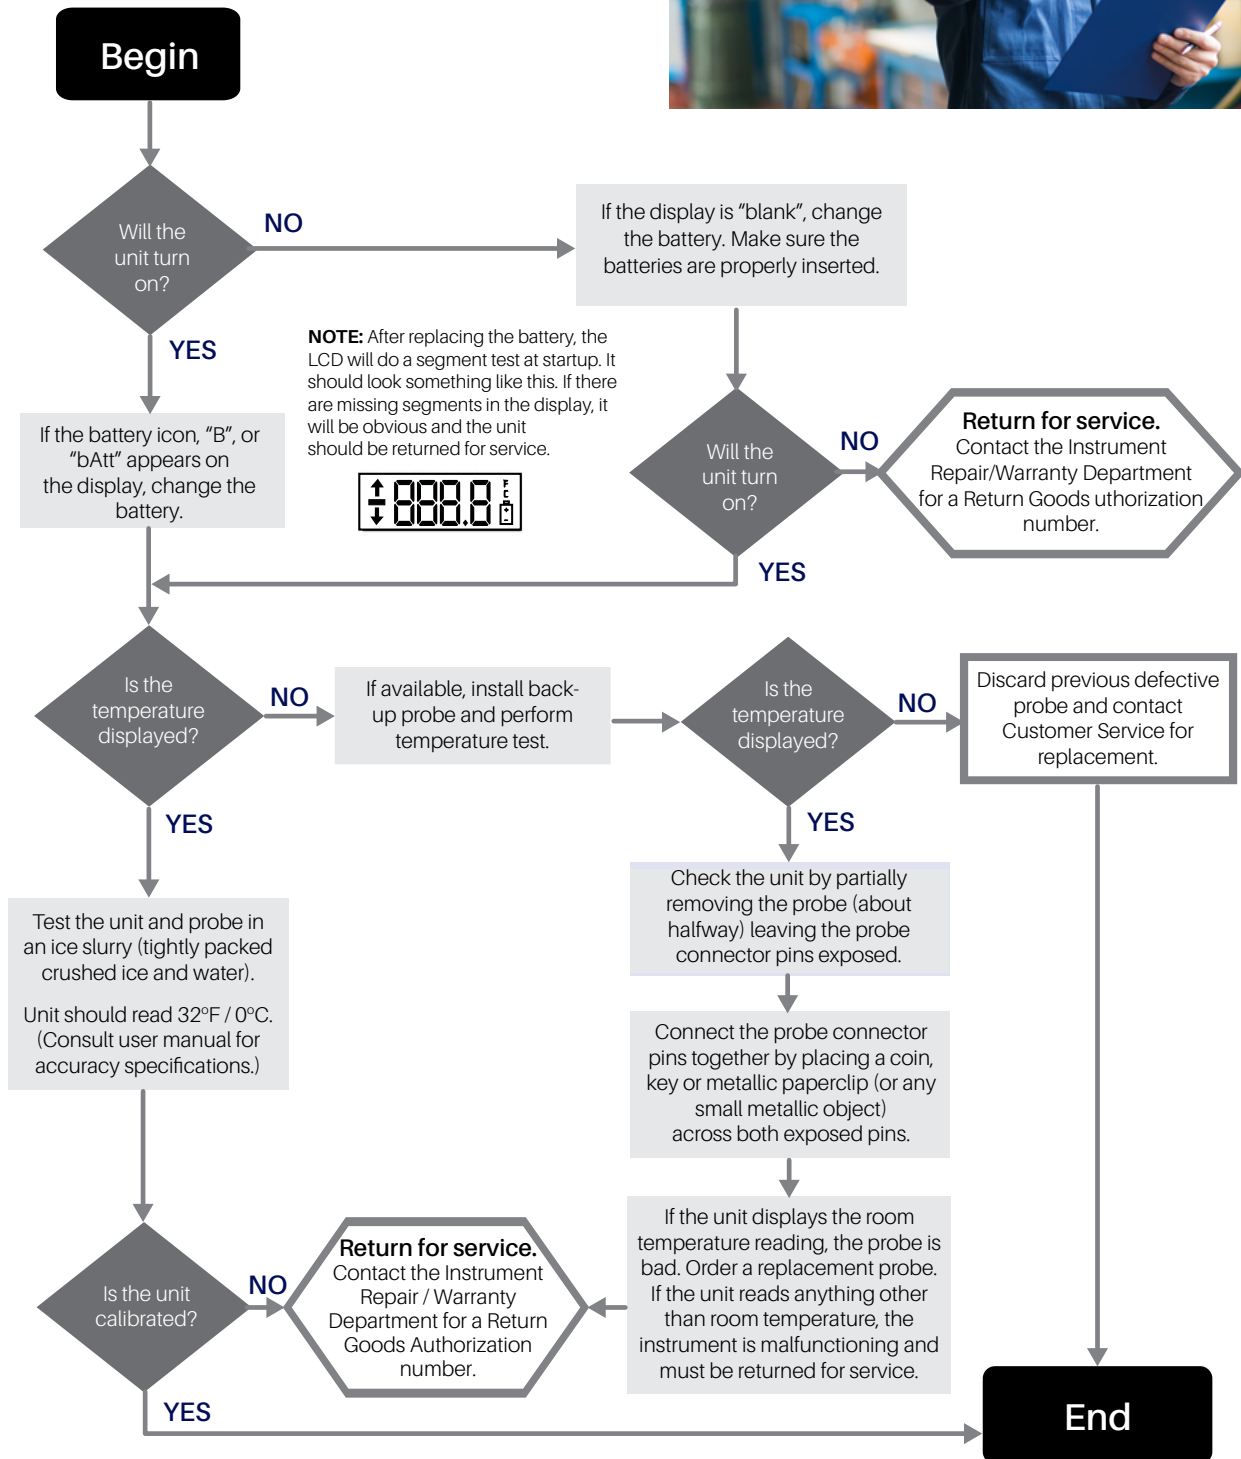 Begin
Will the
unit turn
on?
NO
If the display is “blank”, change
the battery. Make sure the
batteries are properly inserted.
YES
NOTE: After replacing the battery, the
LCD will do a segment test at startup. It
should look something like this. If there
are missing segments in the display, it
will be obvious and the unit
should be returned for service.
888.8
F
C
If the battery icon, “B”, or
“bAtt” appears on
the display, change the
battery.
Will the
unit turn
on?
NO
Return for service.
Contact the Instrument
Repair/Warranty Department
for a Return Goods uthorization
number.
YES
Is the
temperature
displayed?
NO
If available, install back-
up probe and perform
temperature test.
Is the
temperature
displayed?
NO
Discard previous defective
probe and contact
Customer Service for
replacement.
YES
YES
Test the unit and probe in
an ice slurry (tightly packed
crushed ice and water).
Unit should read 32°F / 0°C.
(Consult user manual for
accuracy specifications.)
Check the unit by partially
removing the probe (about
halfway) leaving the probe
connector pins exposed.
Connect the probe connector
pins together by placing a coin,
key or metallic paperclip (or any
small metallic object)
across both exposed pins.
If the unit displays the room
temperature reading, the probe is
bad. Order a replacement probe.
If the unit reads anything other
than room temperature, the
instrument is malfunctioning and
must be returned for service.
Is the unit
calibrated?
NO
Return for service.
Contact the Instrument
Repair / Warranty
Department for a Return
Goods Authorization
number.
YES
End